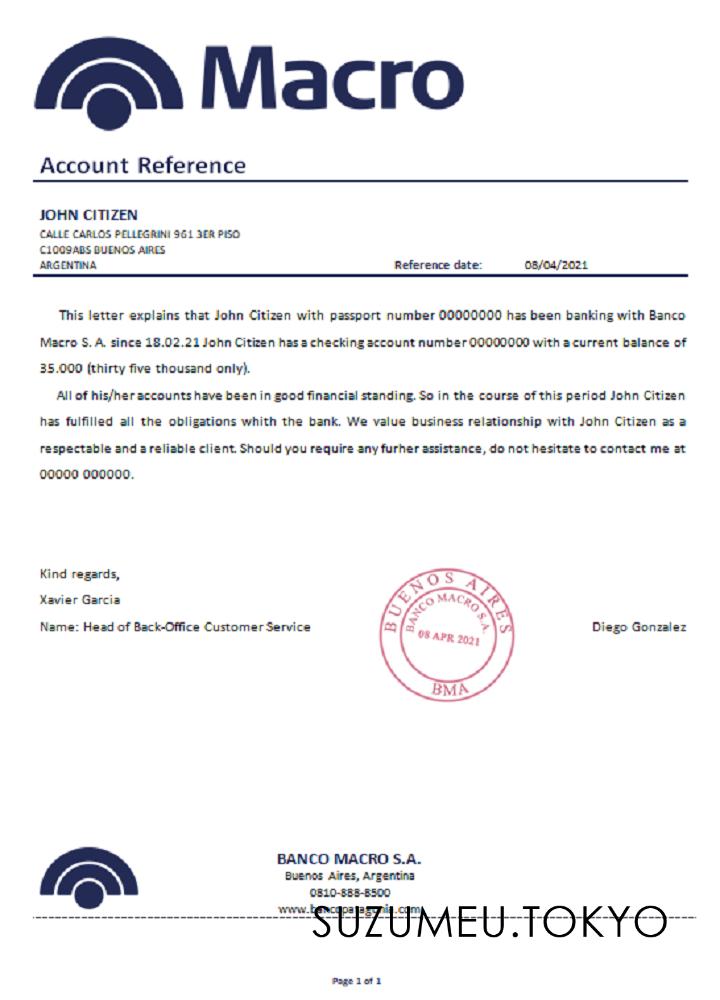 Macro
Account Reference
JOHN CITIZEN
CALLE CARLOS PELLEGRINI 961 3ER PISO
C1009ABS BUENOS AIRES
ARGENTINA
Reference date: 08/04/2021
This letter explains that John Citizen with passport number 00000000 has been banking with Banco
Macro S. A. since 18.02.21 John Citizen has a checking account number 00000000 with a current balance of
35.000 (thirty five thousand only).
All of his/her accounts have been in good financial standing. So in the course of this period John Citizen
has fulfilled all the obligations whith the bank. We value business relationship with John Citizen as a
respectable and a reliable client. Should you require any furher assistance, do not hesitate to contact me at
00000 000000.
Kind regards,
Xavier Garcia
Name: Head of Back-Office Customer Service
BUENOS AIRES
BANCO MACRO S.A.
08 APR 2021
BMA
Diego Gonzalez
BANCO MACRO S.A.
Buenos Aires, Argentina
0810-888-8500
SUZUMEU.TOKYO
Page 1 of 1